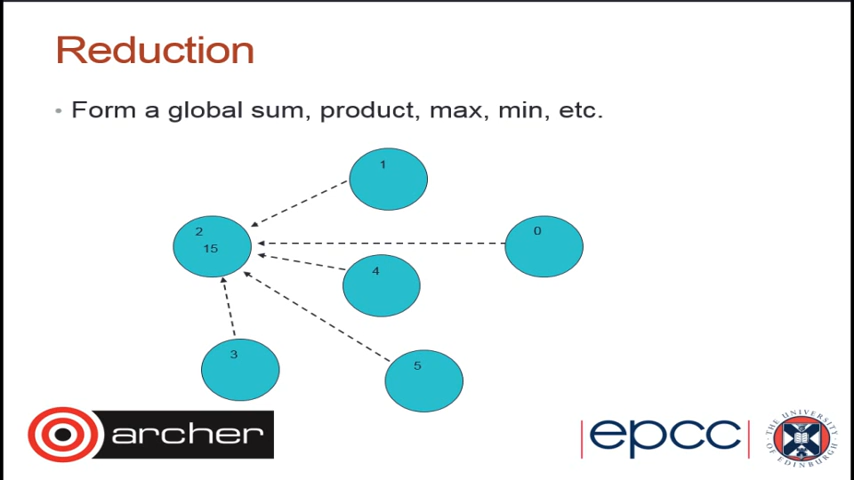 Reduction
• Form a global sum, product, max, min, etc.
1
2
15
0
4
3
5
archer
epcc
THE UNIVERSITY OF EDINBURGH